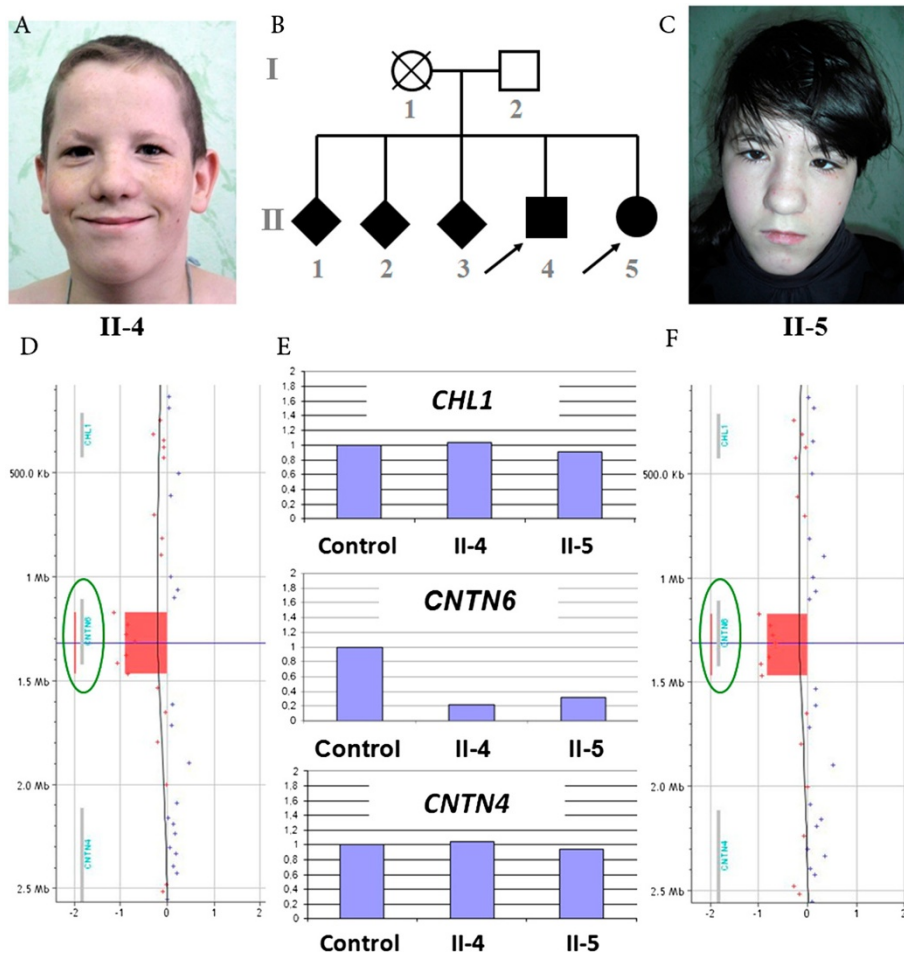 A
B
C
I
1
2
II
1
2
3
4
5
II-4
II-5
D
E
F
CHL1
500.0 Kb
1 Mb
CNTN6
1.5 Mb
2.0 Mb
CNTN4
2.5 Mb
-2
-1
0
1
2
2
1.8
1.6
1.4
1.2
1
0.8
0.6
0.4
0.2
0
CHL1
Control
II-4
II-5
2
1.8
1.6
1.4
1.2
1
0.8
0.6
0.4
0.2
0
CNTN6
Control
II-4
II-5
2
1.8
1.6
1.4
1.2
1
0.8
0.6
0.4
0.2
0
CNTN4
Control
II-4
II-5
CHL1
500.0 Kb
1 Mb
CNTN6
1.5 Mb
2.0 Mb
CNTN4
2.5 Mb
-2
-1
0
1
2